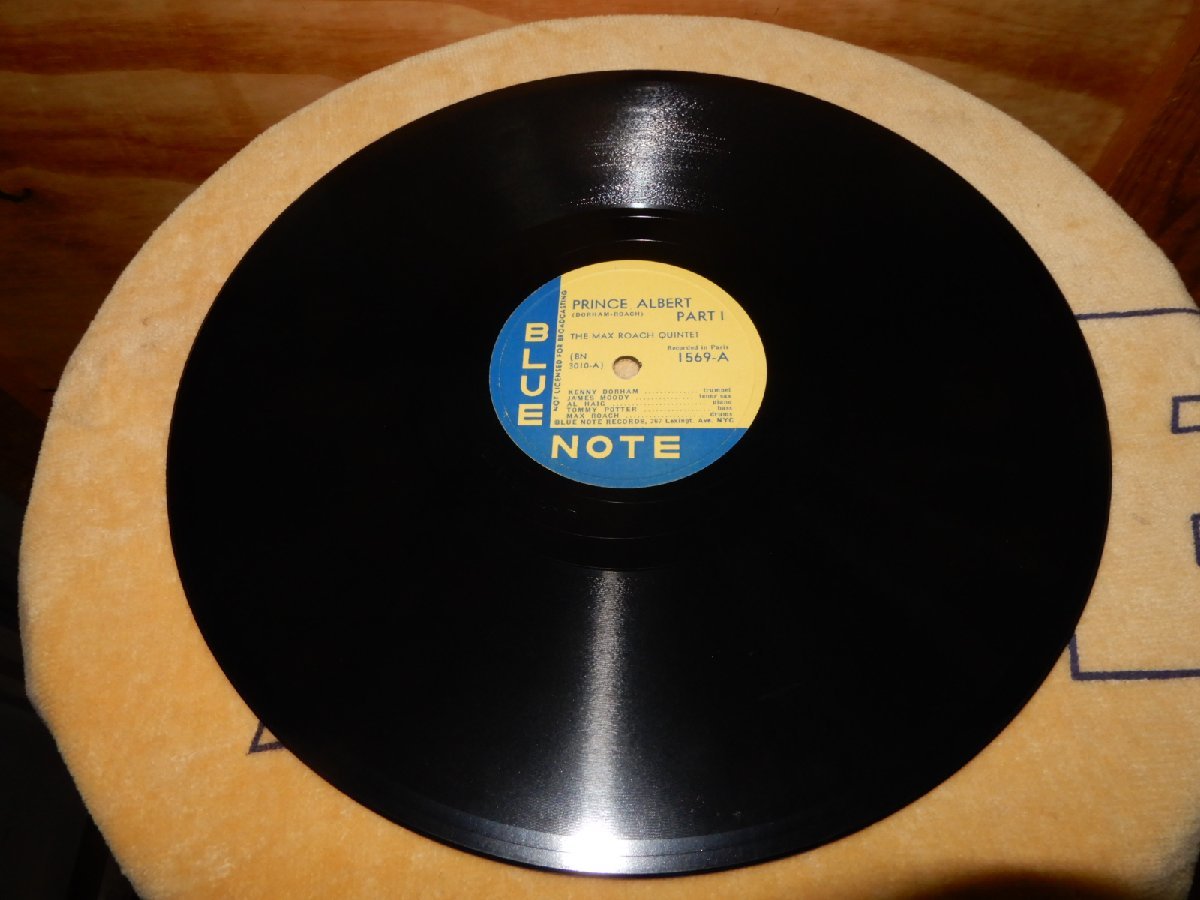 PRINCE ALBERT
(DORHAM-ROACH) PART I
THE MAX ROACH QUINTET
(BN Recorded in Paris
3010-A) 1569-A
KENNY DORHAM trumpet
JAMES MOODY tenor sax
AL HAIG piano
TOMMY POTTER bass
MAX ROACH drums
BLUE NOTE RECORDS, 767 Lexingt. Ave. NYC
NOT LICENSED FOR BROADCASTING
BLUE
NOTE